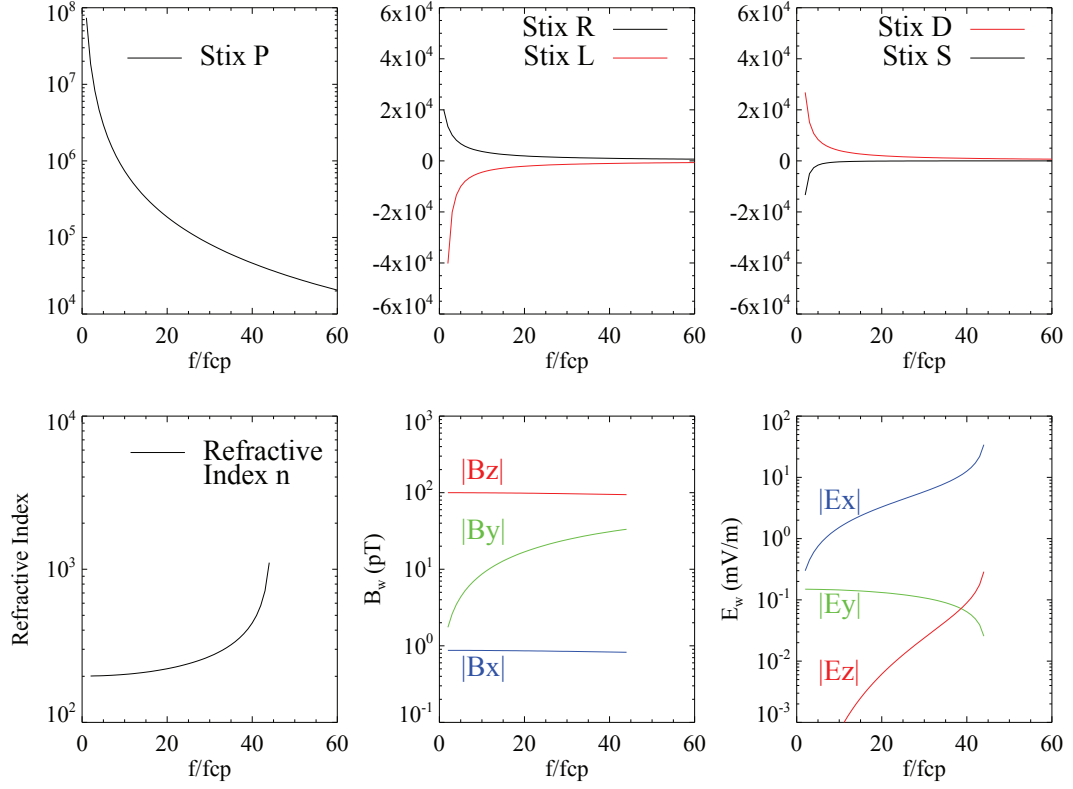 10^8
10^7
10^6
10^5
10^4
Stix P
0 20 40 60
f/fcp
6x10^4
4x10^4
2x10^4
0
-2x10^4
-4x10^4
-6x10^4
Stix R
Stix L
0 20 40 60
f/fcp
6x10^4
4x10^4
2x10^4
0
-2x10^4
-4x10^4
-6x10^4
Stix D
Stix S
0 20 40 60
f/fcp
Refractive Index
10^4
10^3
10^2
Refractive
Index n
0 20 40 60
f/fcp
B_w (pT)
10^3
10^2
10^1
10^0
10^-1
|Bz|
|By|
|Bx|
0 20 40 60
f/fcp
E_w (mV/m)
10^2
10^1
10^0
10^-1
10^-2
10^-3
|Ex|
|Ey|
|Ez|
0 20 40 60
f/fcp